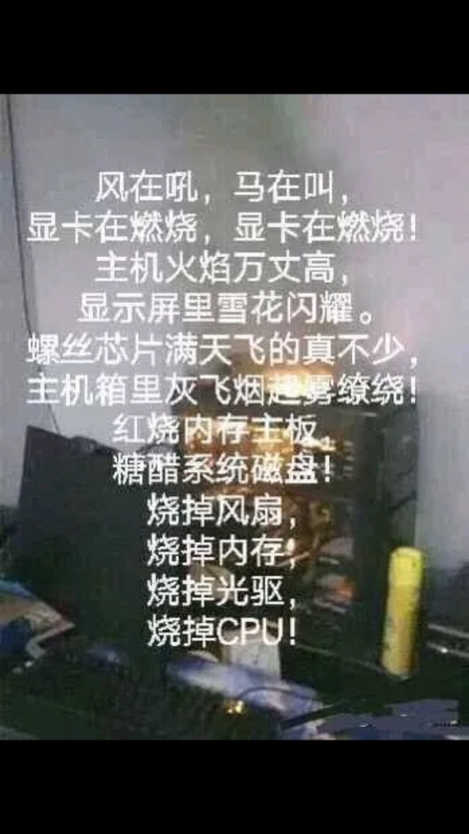 风在吼，马在叫，
显卡在燃烧，显卡在燃烧！
主机火焰万丈高，
显示屏里雪花闪耀。
螺丝芯片满天飞的真不少，
主机箱里灰飞烟起雾缭绕！
红烧内存主板，
糖醋系统磁盘！
烧掉风扇，
烧掉内存，
烧掉光驱，
烧掉CPU！